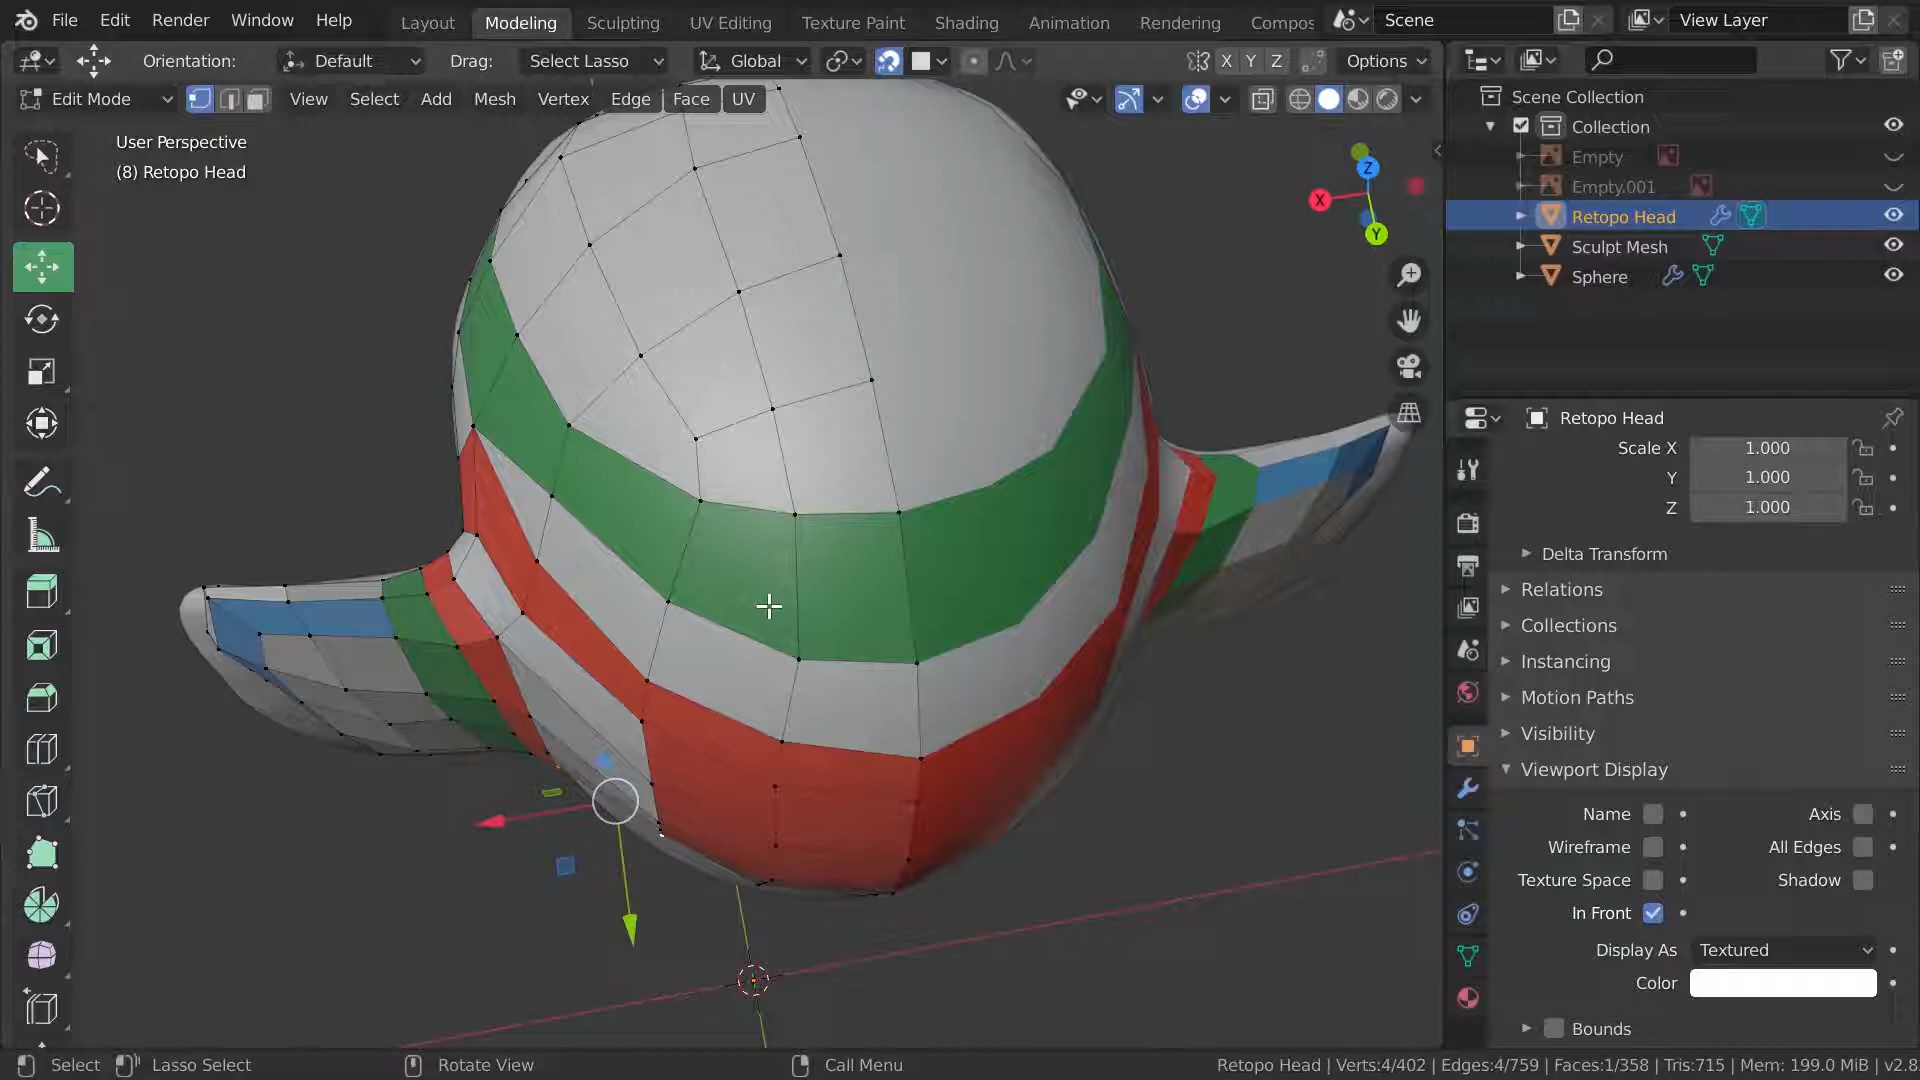 File Edit Render Window Help Layout Modeling Sculpting UV Editing Texture Paint Shading Animation Rendering Compos Scene View Layer
Orientation: Default Drag: Select Lasso Global X Y Z Options
Edit Mode View Select Add Mesh Vertex Edge Face UV
User Perspective
(8) Retopo Head
Z
X
Y
Scene Collection
Collection
Empty
Empty.001
Retopo Head
Sculpt Mesh
Sphere
Retopo Head
Scale X 1.000
Y 1.000
Z 1.000
Delta Transform
Relations
Collections
Instancing
Motion Paths
Visibility
Viewport Display
Name Axis
Wireframe All Edges
Texture Space Shadow
In Front
Display As Textured
Color
Bounds
Select Lasso Select Rotate View Call Menu Retopo Head | Verts:4/402 | Edges:4/759 | Faces:1/358 | Tris:715 | Mem: 199.0 MiB | v2.8